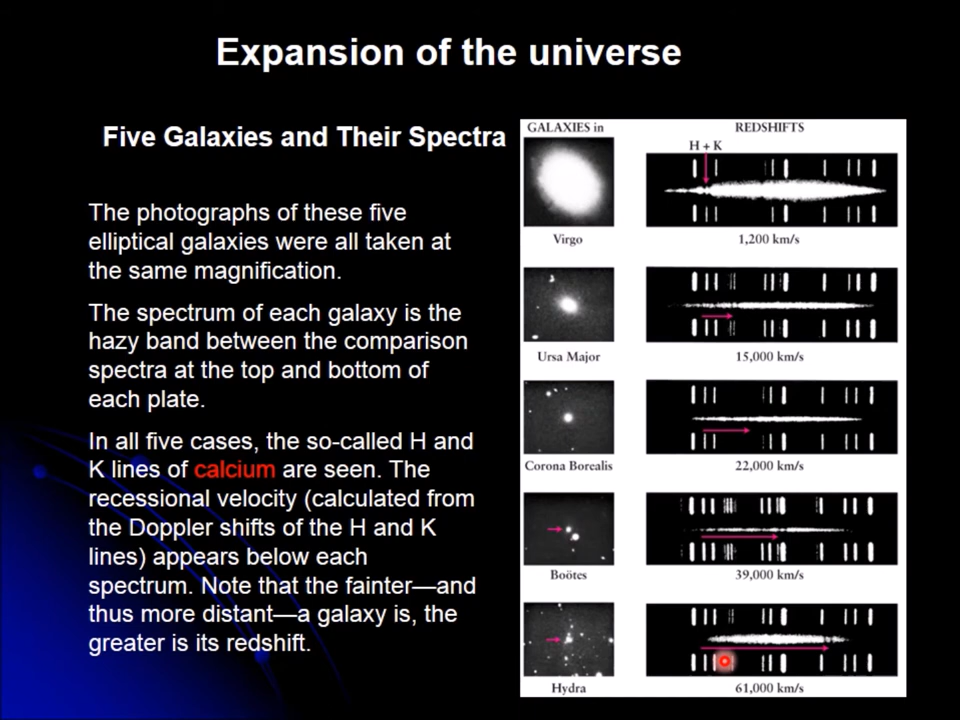 Expansion of the universe
Five Galaxies and Their Spectra
The photographs of these five
elliptical galaxies were all taken at
the same magnification.
The spectrum of each galaxy is the
hazy band between the comparison
spectra at the top and bottom of
each plate.
In all five cases, the so-called H and
K lines of calcium are seen. The
recessional velocity (calculated from
the Doppler shifts of the H and K
lines) appears below each
spectrum. Note that the fainter—and
thus more distant—a galaxy is, the
greater is its redshift.
GALAXIES in
REDSHIFTS
H + K
Virgo
1,200 km/s
Ursa Major
15,000 km/s
Corona Borealis
22,000 km/s
Boötes
39,000 km/s
Hydra
61,000 km/s